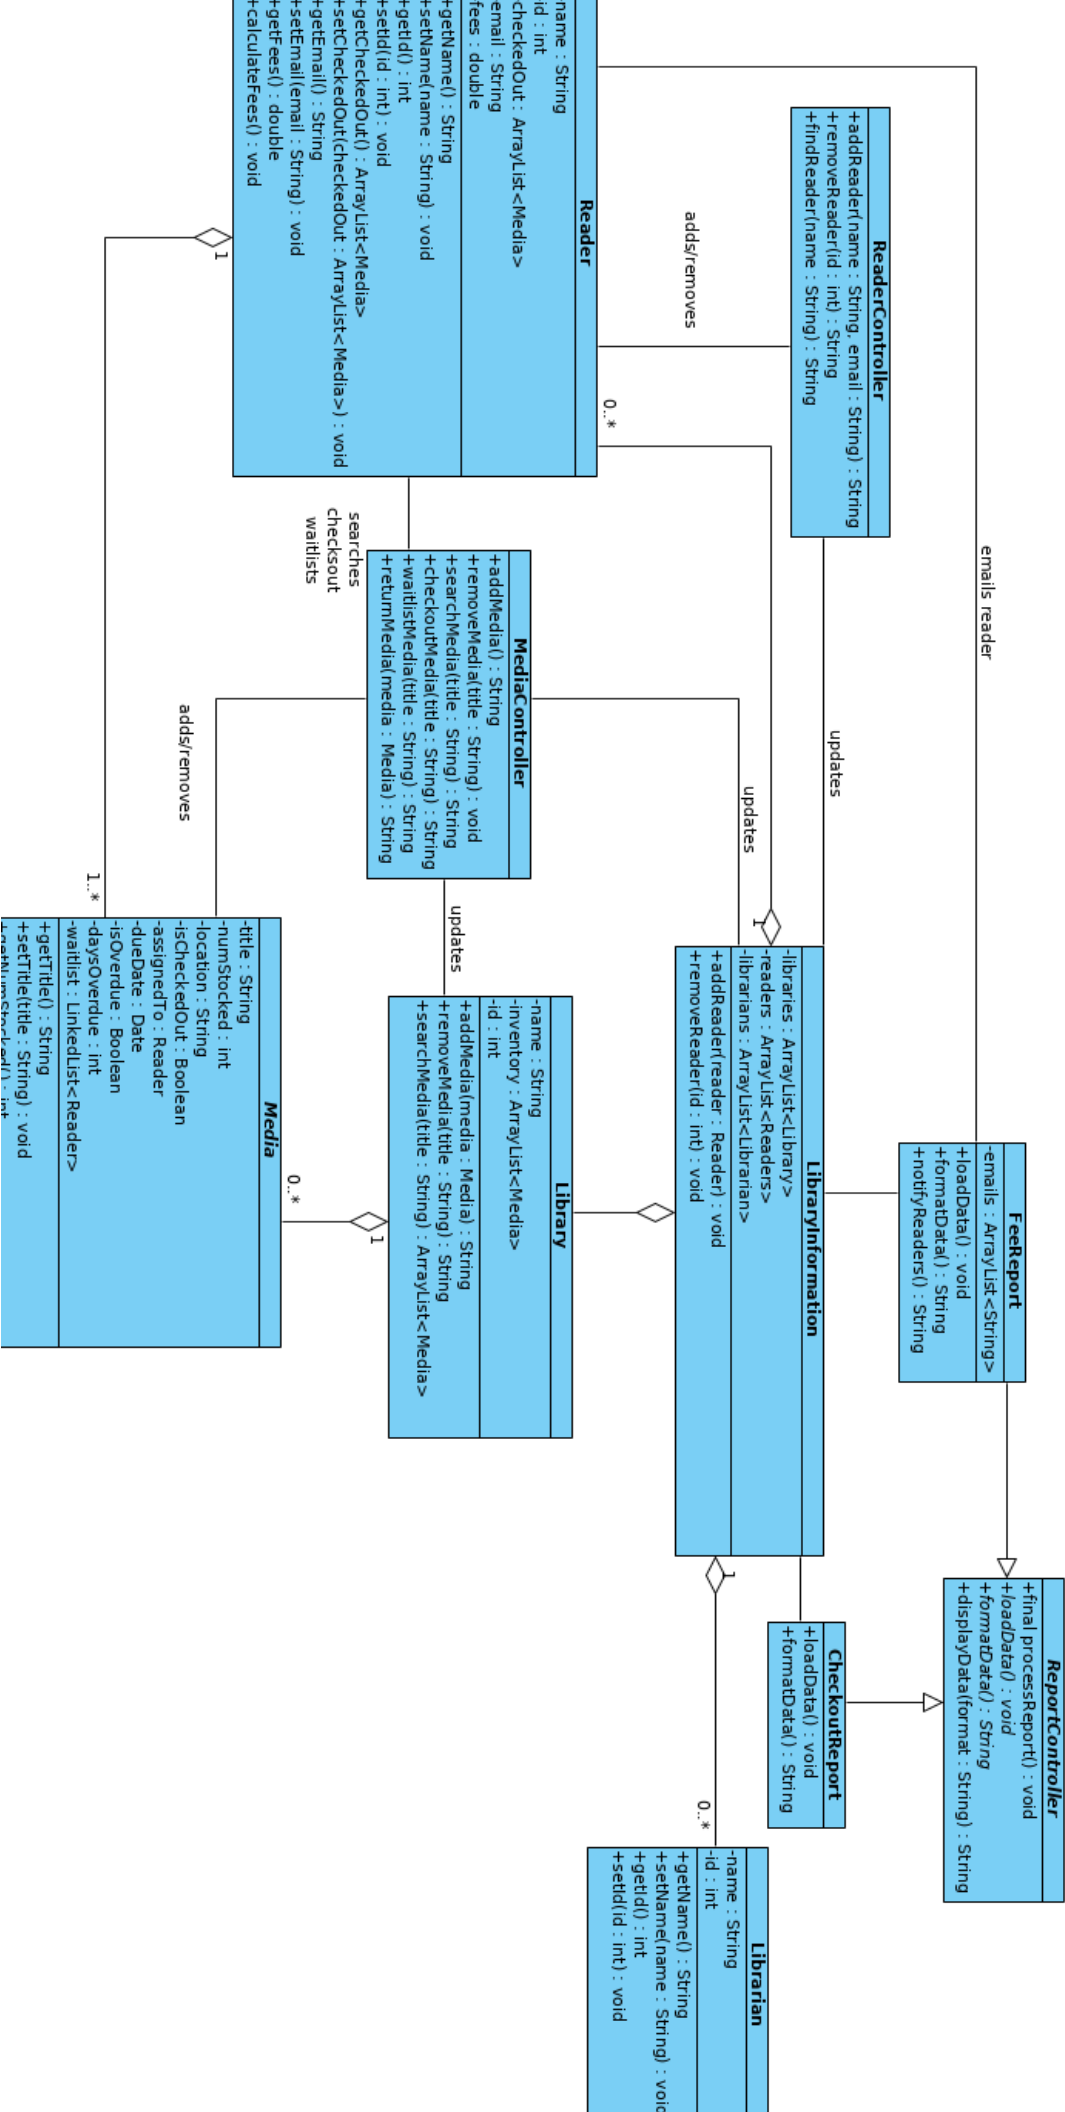 ReportController
+final processReport() : void
+loadData() : void
+formatData() : String
+displayData(format : String) : String
FeeReport
-emails : ArrayList<String>
+loadData() : void
+formatData() : String
+notifyReaders() : String
emails reader
ReaderController
+addReader(name : String, email : String) : String
+removeReader(id : int) : String
+findReader(name : String) : String
updates
CheckoutReport
+loadData() : void
+formatData() : String
LibraryInformation
-libraries : ArrayList<Library>
-readers : ArrayList<Readers>
-librarians : ArrayList<Librarian>
+addReader(reader : Reader) : void
+removeReader(id : int) : void
1
1
updates
adds/removes
0..*
0..*
Librarian
-name : String
-id : int
+getName() : String
+setName(name : String) : void
+getId() : int
+setId(id : int) : void
Reader
name : String
id : int
checkedOut : ArrayList<Media>
email : String
fees : double
+getName() : String
+setName(name : String) : void
+getId() : int
+setId(id : int) : void
+getCheckedOut() : ArrayList<Media>
+setCheckedOut(checkedOut : ArrayList<Media>) : void
+getEmail() : String
+setEmail(email : String) : void
+getFees() : double
+calculateFees() : void
1
MediaController
+addMedia() : String
+removeMedia(title : String) : void
+searchMedia(title : String) : String
+checkoutMedia(title : String) : String
+waitlistMedia(title : String) : String
+returnMedia(media : Media) : String
searches
checksout
waitlists
updates
Library
-name : String
-inventory : ArrayList<Media>
-id : int
+addMedia(media : Media) : String
+removeMedia(title : String) : String
+searchMedia(title : String) : ArrayList<Media>
1
0..*
adds/removes
1..*
Media
-title : String
-numStocked : int
-location : String
-isCheckedOut : Boolean
-assignedTo : Reader
-dueDate : Date
-isOverdue : Boolean
-daysOverdue : int
-waitlist : LinkedList<Reader>
+getTitle() : String
+setTitle(title : String) : void
+getNumStocked() : int